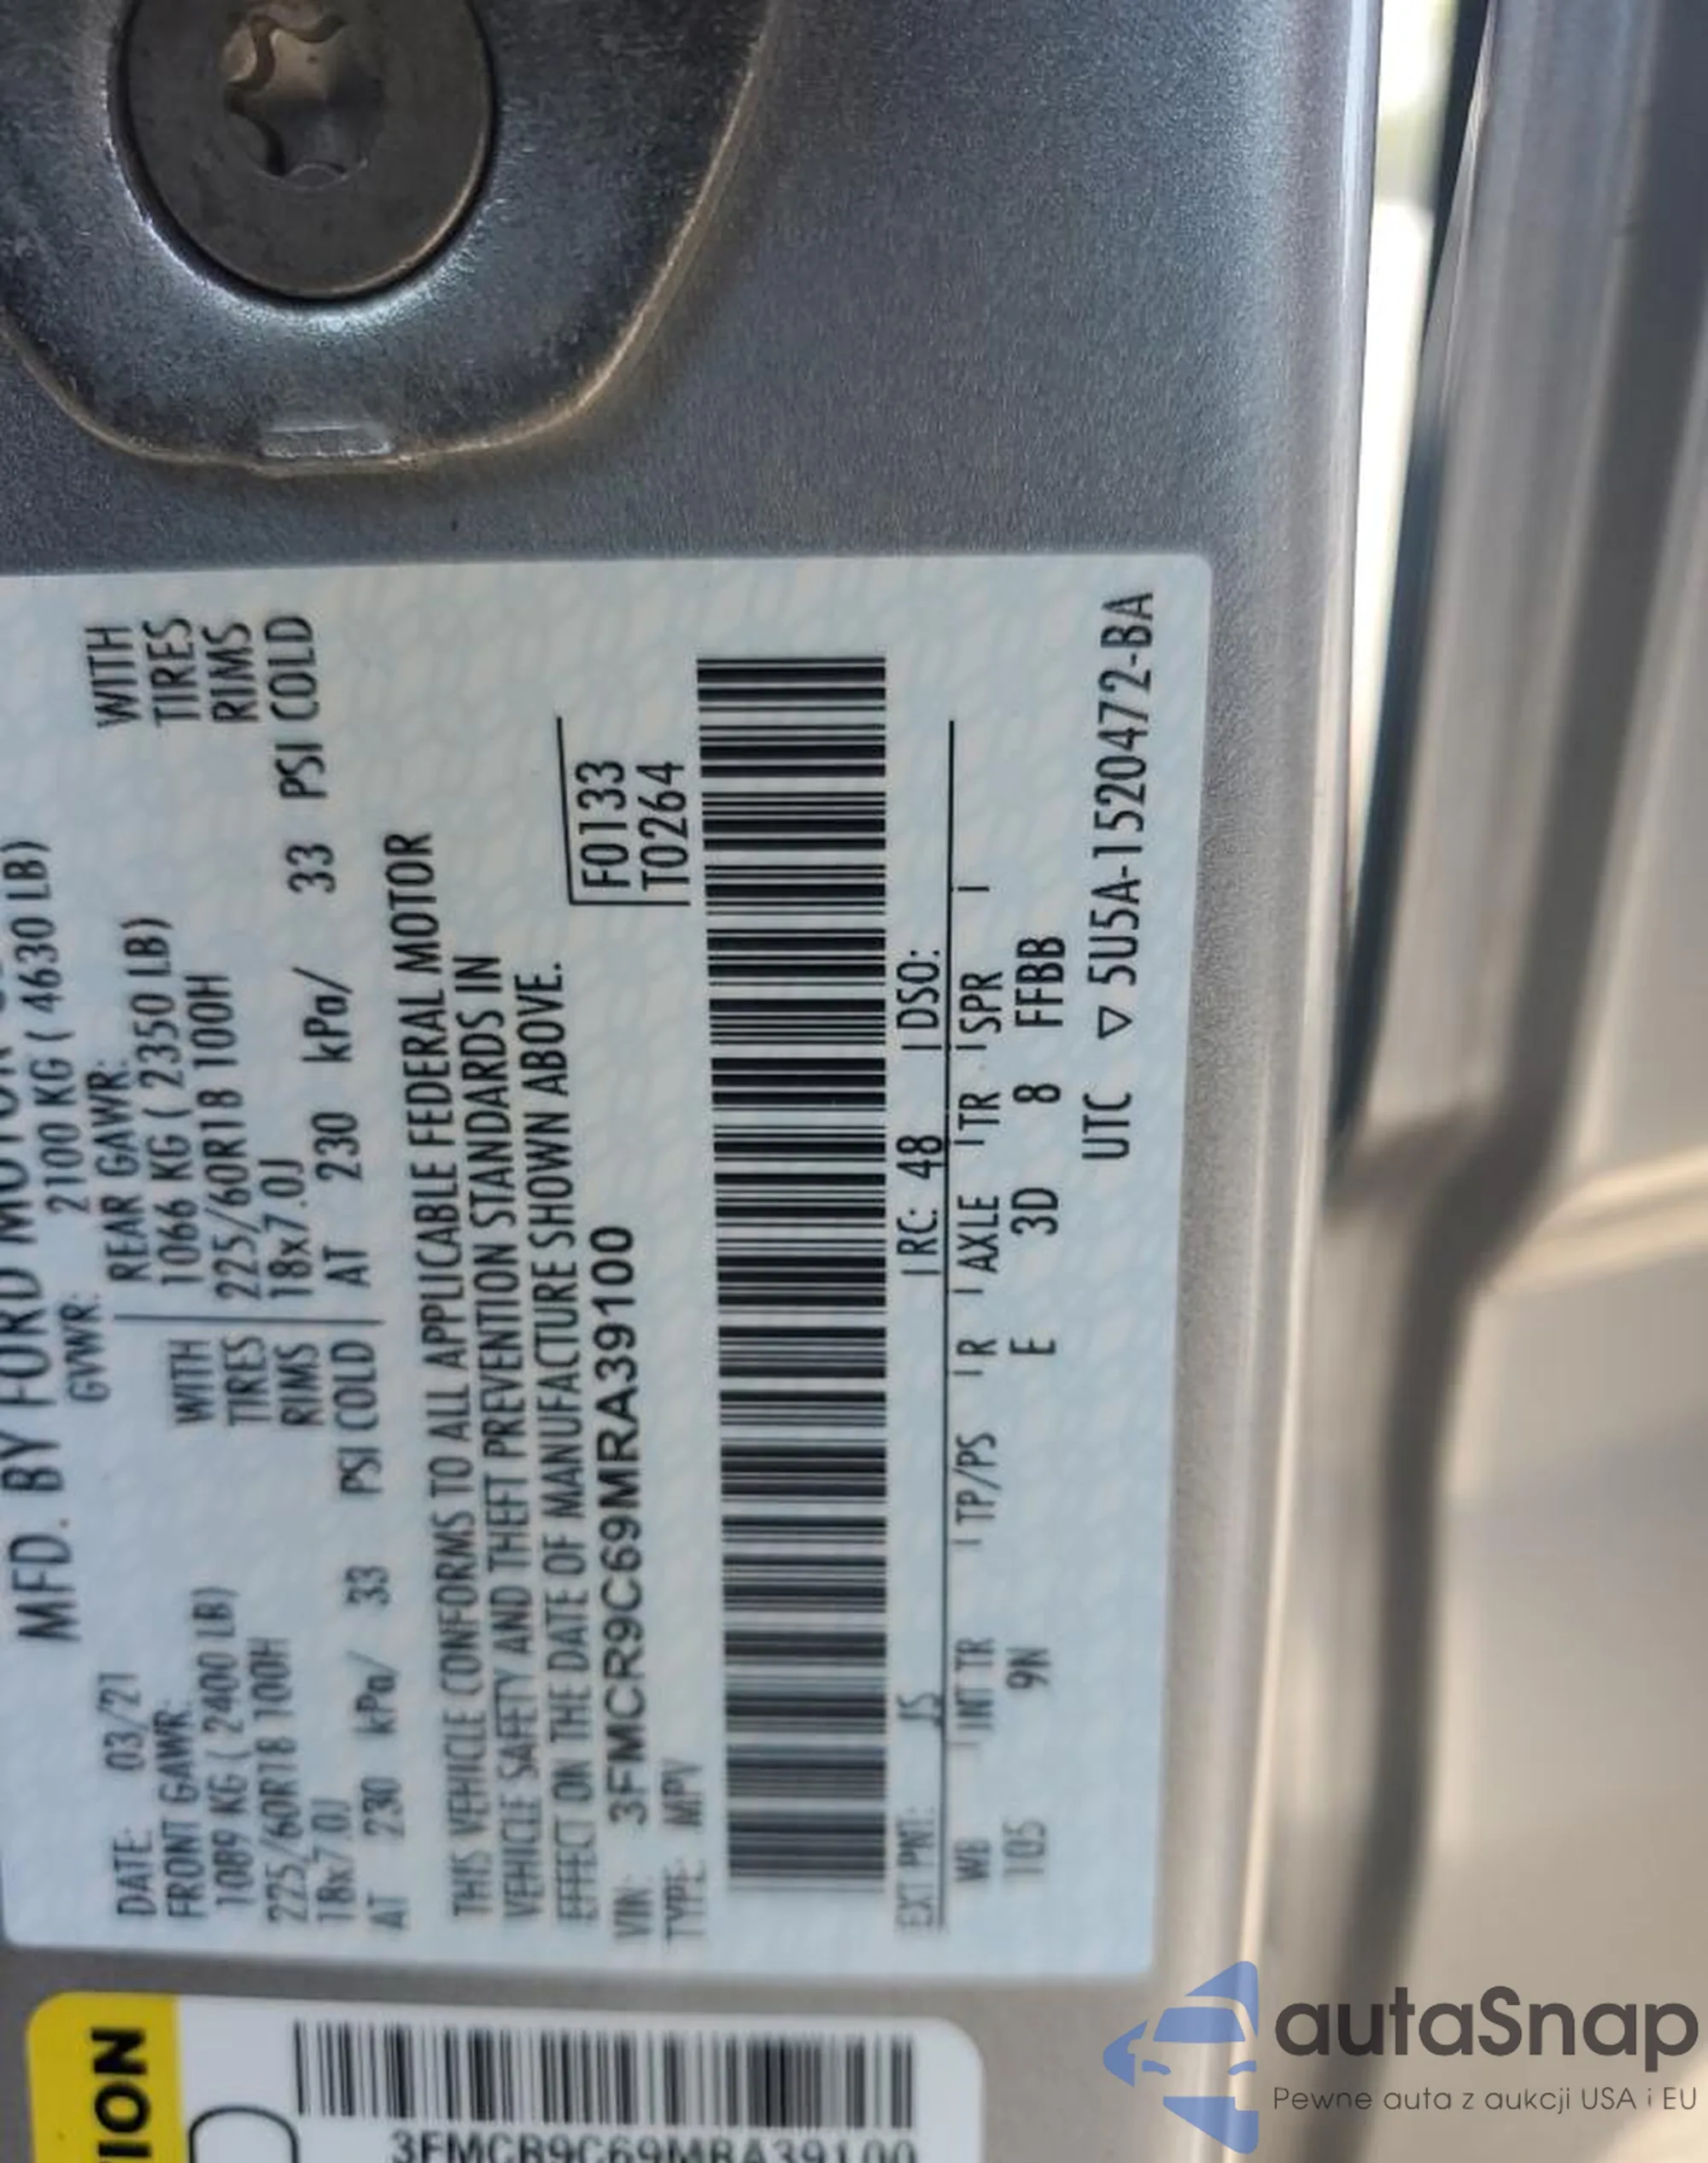 MFD. BY FORD MOTOR
DATE: 03/21 GVWR: 2100 KG ( 4630 LB)
FRONT GAWR: REAR GAWR:
1089 KG ( 2400 LB) WITH 1066 KG ( 2350 LB) WITH
225/60R18 100H TIRES 225/60R18 100H TIRES
18x7.0J RIMS 18x7.0J RIMS
AT 230 kPa/ 33 PSI COLD AT 230 kPa/ 33 PSI COLD
THIS VEHICLE CONFORMS TO ALL APPLICABLE FEDERAL MOTOR
VEHICLE SAFETY AND THEFT PREVENTION STANDARDS IN
EFFECT ON THE DATE OF MANUFACTURE SHOWN ABOVE.
VIN: 3FMCR9C69MRA39100 F0133
TYPE: MPV T0264
EXT PNT: JS RC: 48 DSO:
WB INT TR TP/PS R AXLE TR SPR
105 9N E 3D 8 FFBB
UTC ▽ 5U5A-1520472-BA
3FMCR9C69MRA39100
autaSnap
Pewne auta z aukcji USA i EU